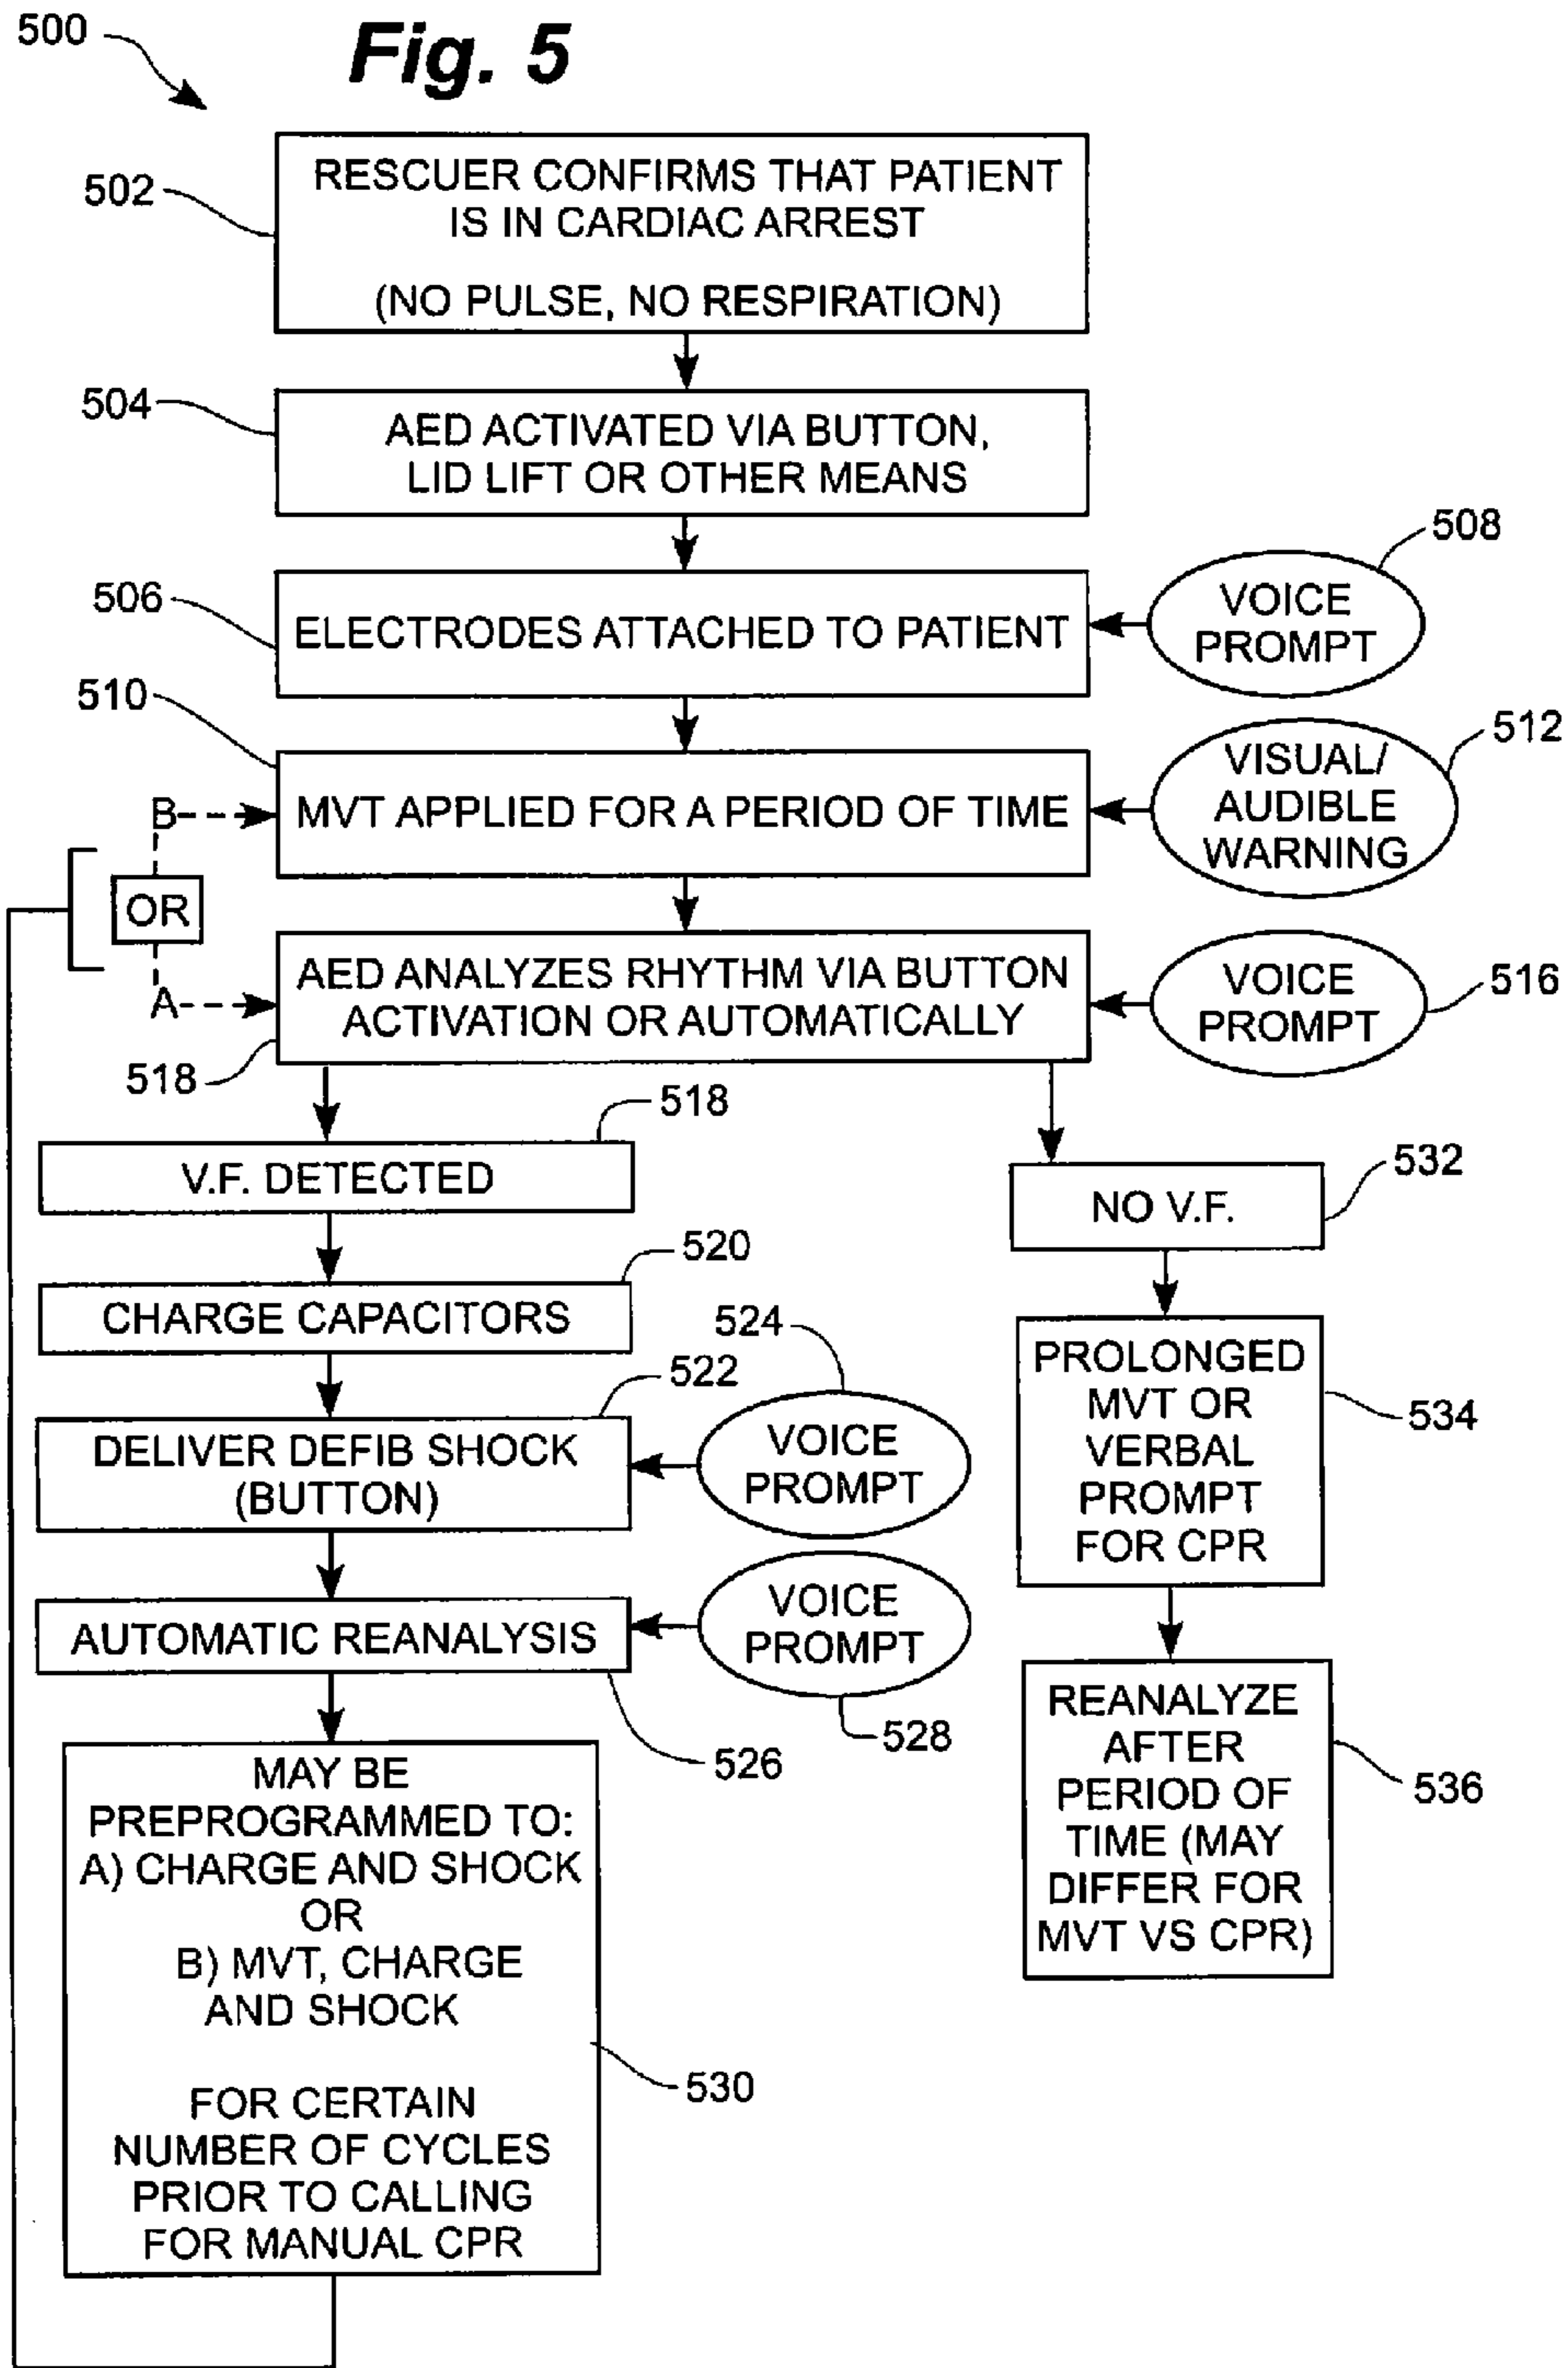 500
Fig. 5
502
RESCUER CONFIRMS THAT PATIENT
IS IN CARDIAC ARREST
(NO PULSE, NO RESPIRATION)
504
AED ACTIVATED VIA BUTTON,
LID LIFT OR OTHER MEANS
506
ELECTRODES ATTACHED TO PATIENT
508
VOICE
PROMPT
510
MVT APPLIED FOR A PERIOD OF TIME
512
VISUAL/
AUDIBLE
WARNING
B
OR
A
AED ANALYZES RHYTHM VIA BUTTON
ACTIVATION OR AUTOMATICALLY
VOICE
PROMPT
516
518
518
V.F. DETECTED
520
CHARGE CAPACITORS
522
DELIVER DEFIB SHOCK
(BUTTON)
524
VOICE
PROMPT
AUTOMATIC REANALYSIS
526
VOICE
PROMPT
528
MAY BE
PREPROGRAMMED TO:
A) CHARGE AND SHOCK
OR
B) MVT, CHARGE
AND SHOCK
FOR CERTAIN
NUMBER OF CYCLES
PRIOR TO CALLING
FOR MANUAL CPR
530
NO V.F.
532
PROLONGED
MVT OR
VERBAL
PROMPT
FOR CPR
534
REANALYZE
AFTER
PERIOD OF
TIME (MAY
DIFFER FOR
MVT VS CPR)
536